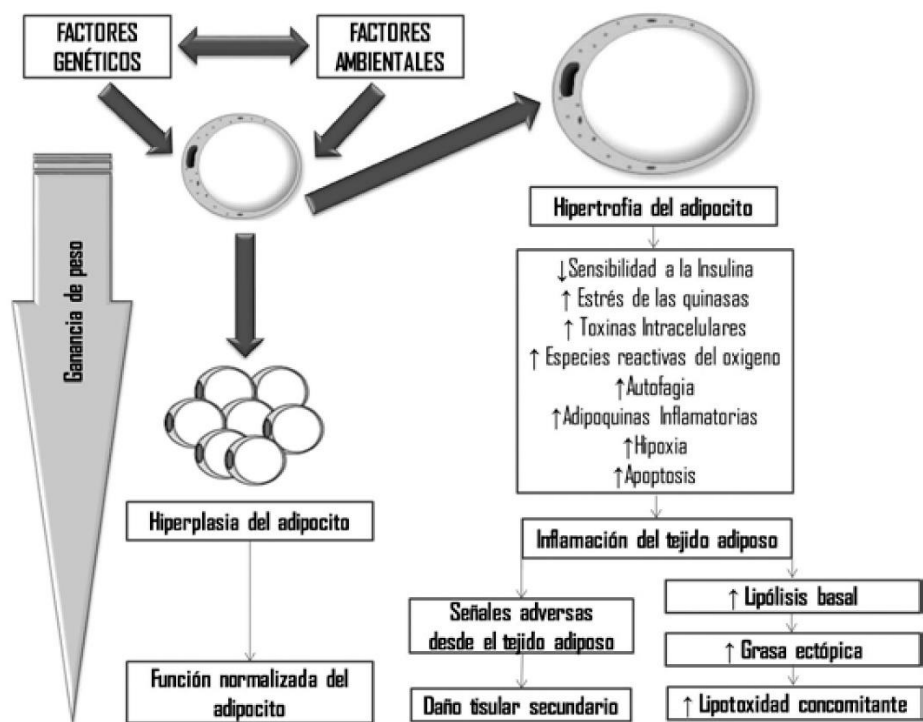 FACTORES
GENÉTICOS
FACTORES
AMBIENTALES
Ganancia de peso
Hipertrofia del adipocito
↓Sensibilidad a la Insulina
↑ Estrés de las quinasas
↑ Toxinas Intracelulares
↑ Especies reactivas del oxigeno
↑Autofagia
↑Adipoquinas Inflamatorias
↑Hipoxia
↑Apoptosis
Hiperplasia del adipocito
Inflamación del tejido adiposo
Señales adversas
desde el tejido adiposo
↑ Lipólisis basal
↑ Grasa ectópica
Función normalizada del
adipocito
Daño tisular secundario
↑ Lipotoxidad concomitante